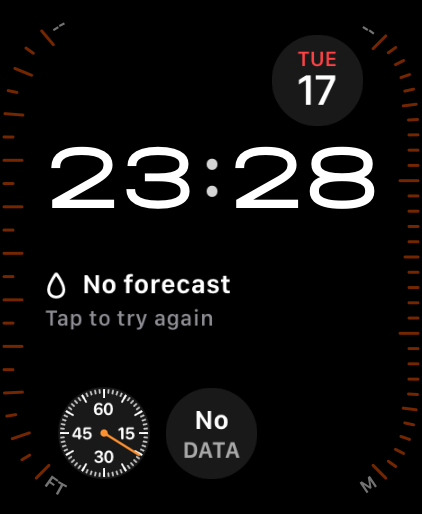 --
--
TUE
17
23:28
No forecast
Tap to try again
60
45 15
30
No
DATA
FT
M